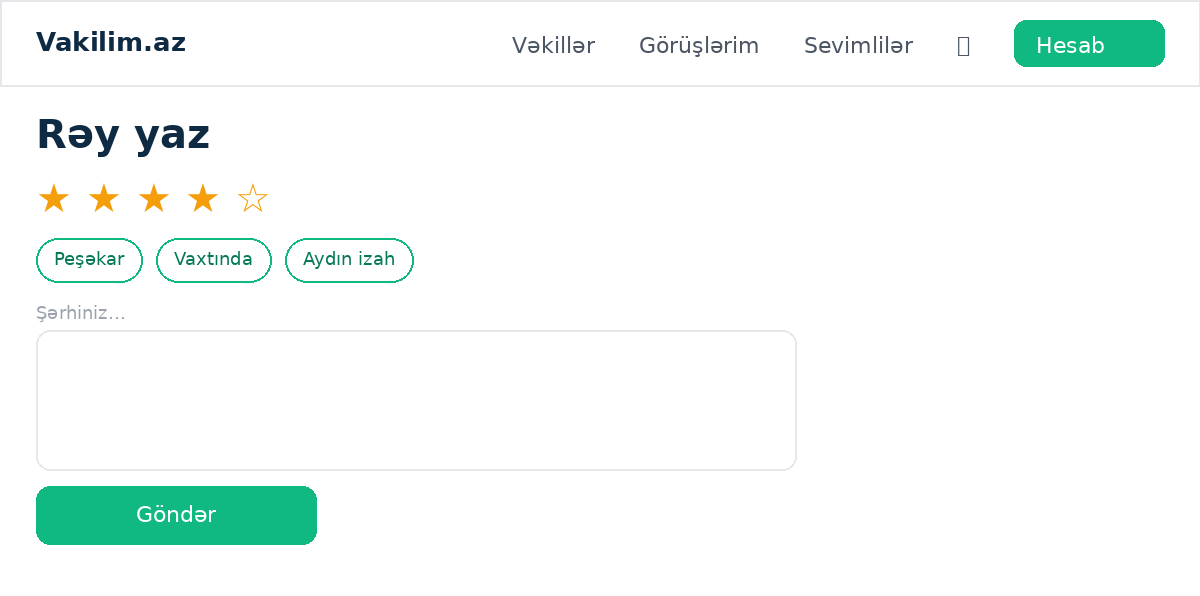 Vakilim.az Vəkillər Görüşlərim Sevimlilər Hesab
Rəy yaz
★ ★ ★ ★ ☆
Peşəkar Vaxtında Aydın izah
Şərhiniz...
Göndər